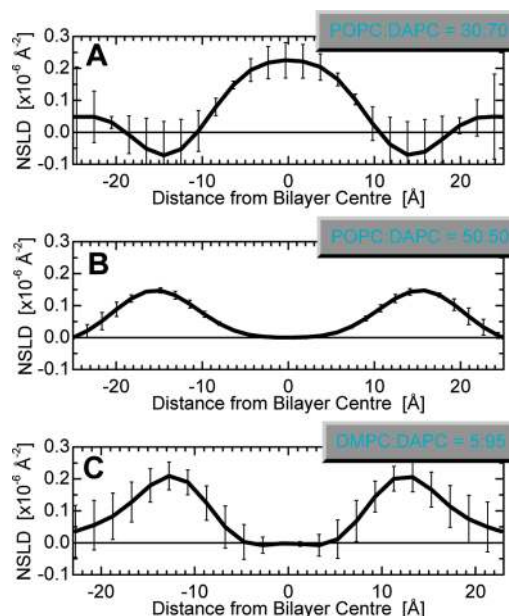 POPC:DAPC = 30:70
A
NSLD [x10⁻⁶ Å⁻²]
0.3
0.2
0.1
0.0
-0.1
-20 -10 0 10 20
Distance from Bilayer Centre [Å]
POPC:DAPC = 50:50
B
NSLD [x10⁻⁶ Å⁻²]
0.3
0.2
0.1
0.0
-0.1
-20 -10 0 10 20
Distance from Bilayer Centre [Å]
DMPC:DAPC = 5:95
C
NSLD [x10⁻⁶ Å⁻²]
0.3
0.2
0.1
0.0
-0.1
-20 -10 0 10 20
Distance from Bilayer Centre [Å]